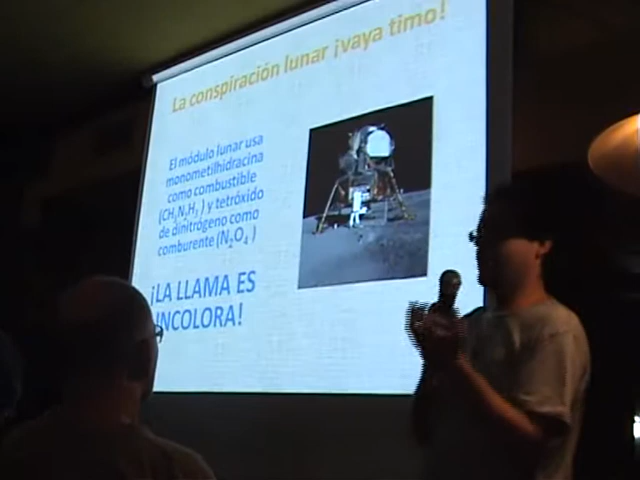 La conspiración lunar ¡vaya timo!
El módulo lunar usa
monometilhidracina
como combustible
(CH₃N₂H₃) y tetróxido
de dinitrógeno como
comburente (N₂O₄)
¡LA LLAMA ES
INCOLORA!